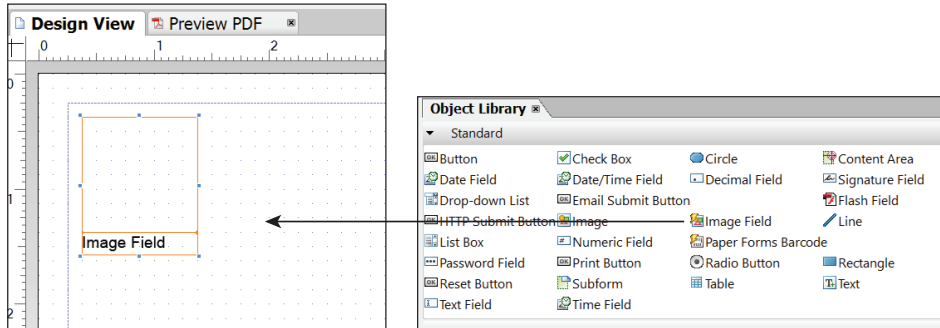 Design View Preview PDF
0 1 2
0
Image Field
1
2
Object Library
Standard
Button Check Box Circle Content Area
Date Field Date/Time Field Decimal Field Signature Field
Drop-down List Email Submit Button Flash Field
HTTP Submit Button Image Image Field Line
List Box Numeric Field Paper Forms Barcode
Password Field Print Button Radio Button Rectangle
Reset Button Subform Table Text
Text Field Time Field